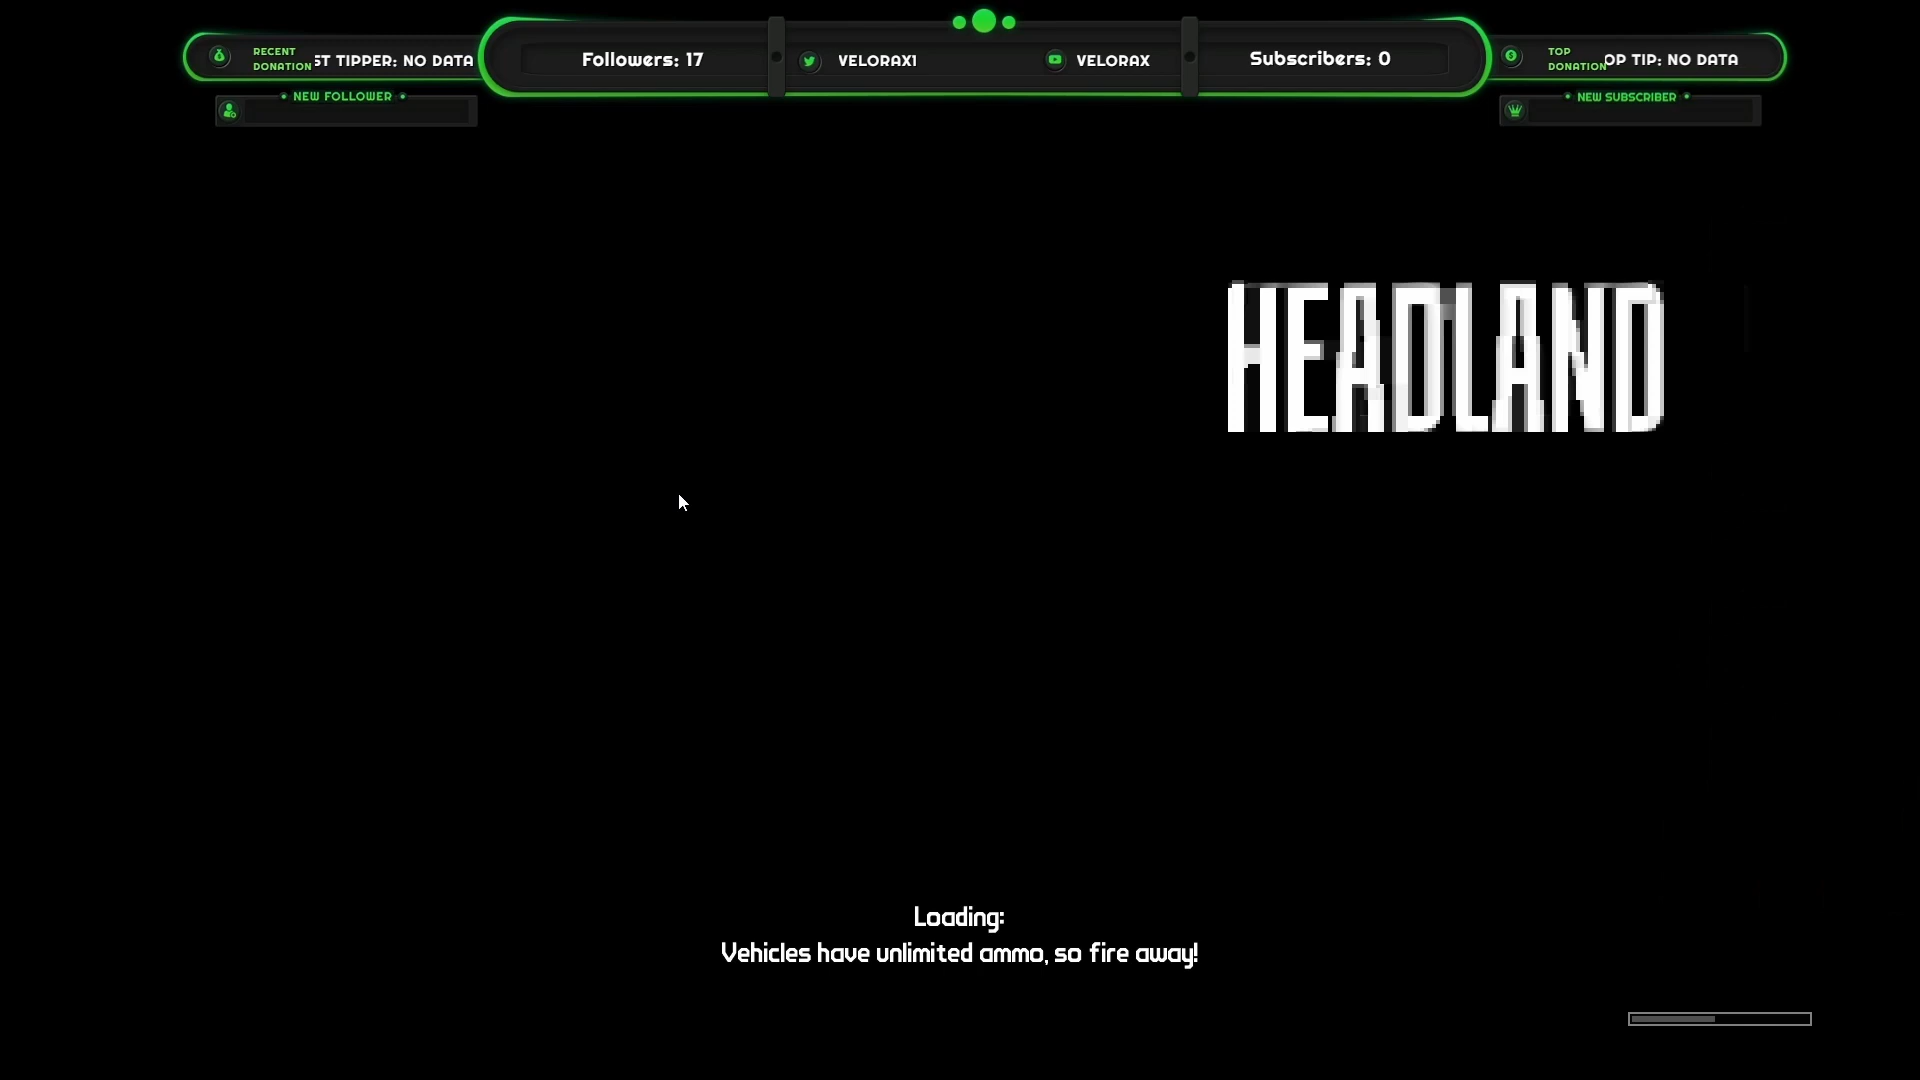 RECENT
DONATION
ST TIPPER: NO DATA
Followers: 17
VELORAX1
VELORAX
Subscribers: 0
TOP
DONATION
OP TIP: NO DATA
NEW FOLLOWER
NEW SUBSCRIBER
HEADLAND
Loading:
Vehicles have unlimited ammo, so fire away!